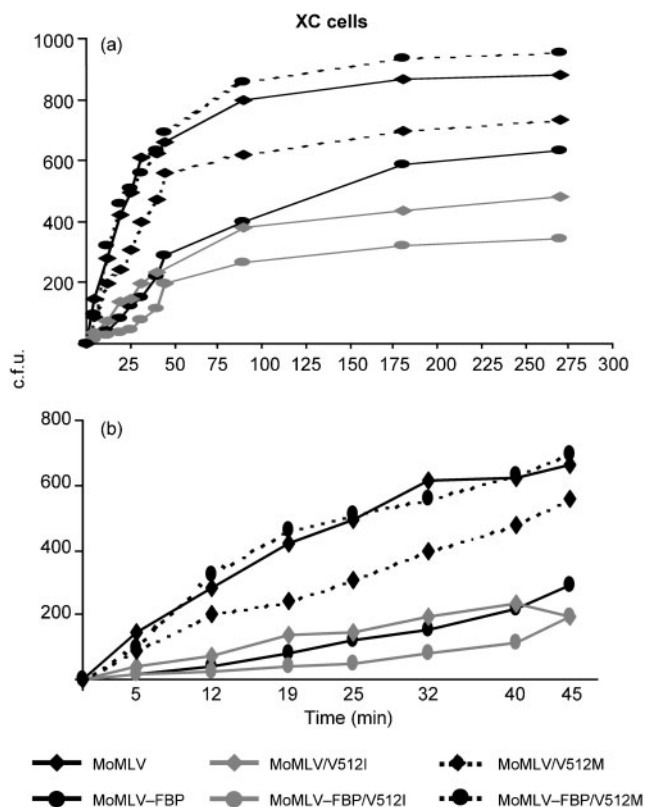 XC cells
(a)
1000
800
600
400
200
25 50 75 100 125 150 175 200 225 250 275 300
c.f.u.
(b)
800
600
400
200
5 12 19 25 32 40 45
Time (min)
MoMLV MoMLV/V512I MoMLV/V512M
MoMLV–FBP MoMLV–FBP/V512I MoMLV–FBP/V512M